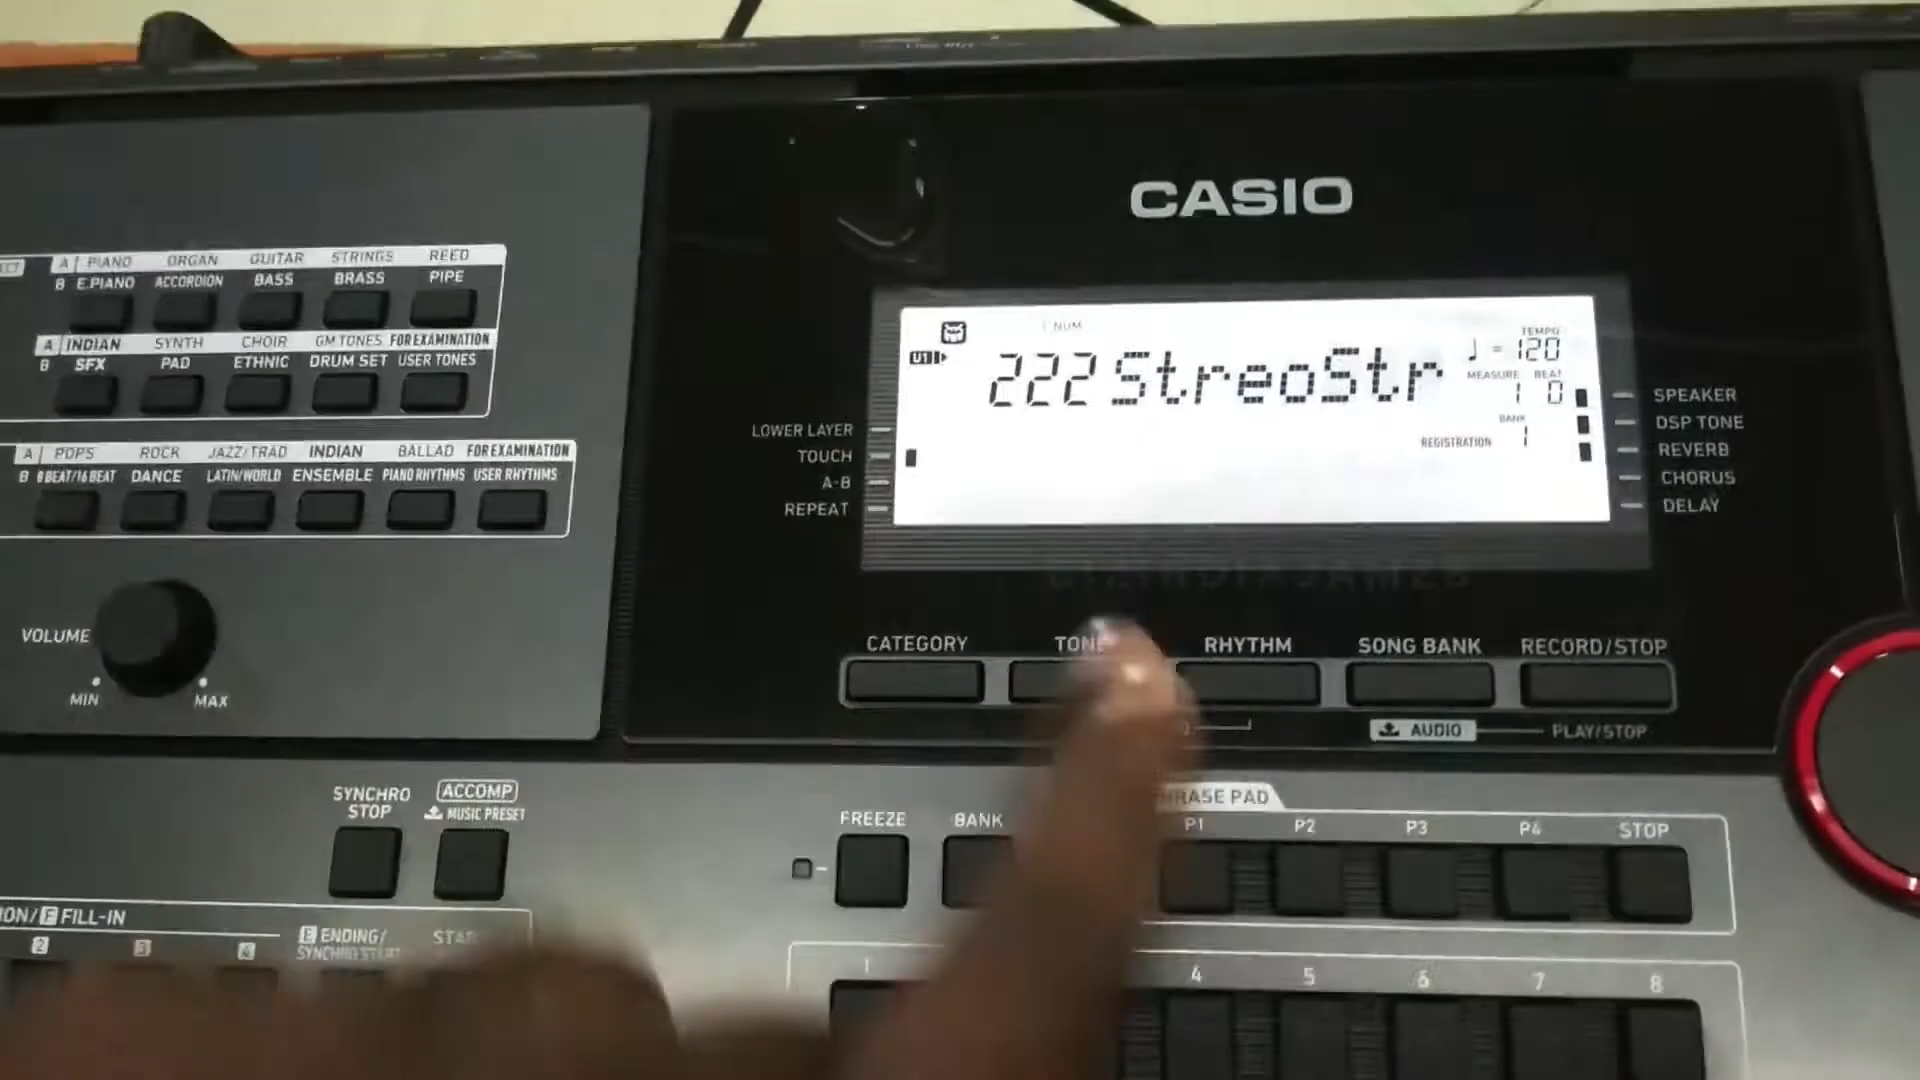 CASIO
A PIANO ORGAN GUITAR STRINGS REED
B E.PIANO ACCORDION BASS BRASS PIPE
A INDIAN SYNTH CHOIR GM TONES FOR EXAMINATION
B SFX PAD ETHNIC DRUM SET USER TONES
A POPS ROCK JAZZ/TRAD INDIAN BALLAD FOR EXAMINATION
B 8 BEAT/16 BEAT DANCE LATIN/WORLD ENSEMBLE PIANO RHYTHMS USER RHYTHMS
U1
222 StreoStr
TEMPO
♩ = 120
MEASURE BEAT
1 0
BANK
REGISTRATION 1
LOWER LAYER
TOUCH
A-B
REPEAT
SPEAKER
DSP TONE
REVERB
CHORUS
DELAY
VOLUME
MIN MAX
CATEGORY TONE RHYTHM SONG BANK RECORD/STOP
AUDIO PLAY/STOP
SYNCHRO STOP
ACCOMP
MUSIC PRESET
FREEZE BANK
P1 P2 P3 P4 STOP
F FILL-IN
2 3 4
E ENDING/
SYNCHRO START
1 4 5 6 7 8